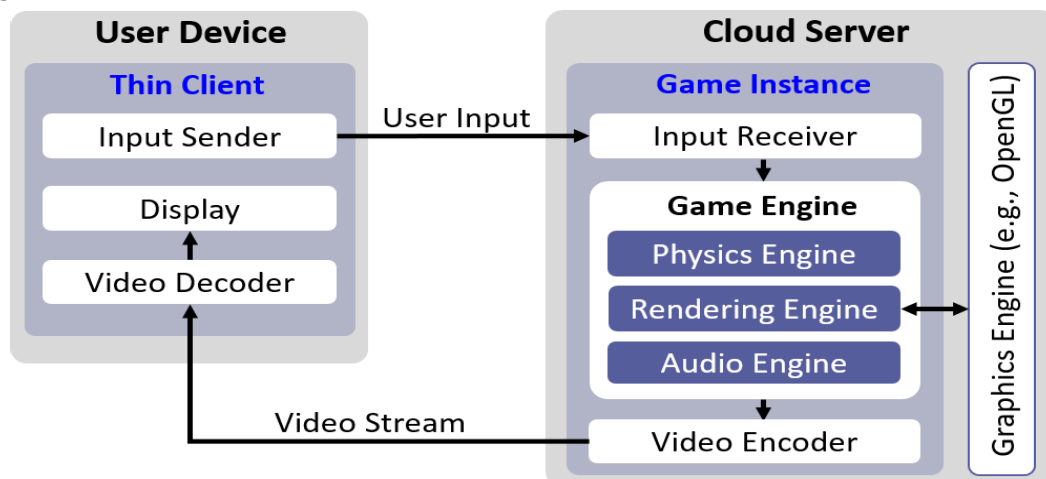 User Device
Thin Client
Input Sender
Display
Video Decoder
User Input
Video Stream
Cloud Server
Game Instance
Input Receiver
Game Engine
Physics Engine
Rendering Engine
Audio Engine
Video Encoder
Graphics Engine (e.g., OpenGL)